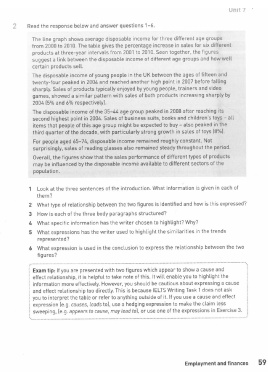 Unit 7
2 Read the response below and answer questions 1–6.
The line graph shows average disposable income for three different age groups
from 2000 to 2010. The table gives the percentage increase in sales for six different
products at three-year intervals from 2001 to 2010. Seen together, the figures
suggest a link between the disposable income of different age groups and how well
certain products sell.
The disposable income of young people in the UK between the ages of fifteen and
twenty-four peaked in 2004 and reached another high point in 2007 before falling
sharply. Sales of products typically enjoyed by young people, trainers and video
games, showed a similar pattern with sales of both products increasing sharply by
2004 (5% and 6% respectively).
The disposable income of the 35–44 age group peaked in 2008 after reaching its
second highest point in 2004. Sales of business suits, books and children's toys – all
items that people of this age group might be expected to buy – also peaked in the
third quarter of the decade, with particularly strong growth in sales of toys (8%).
For people aged 60–74, disposable income remained roughly constant. Not
surprisingly, sales of reading glasses also remained steady throughout the period.
Overall, the figures show that the sales performance of different types of products
may be influenced by the disposable income available to different sectors of the
population.
1 Look at the three sentences of the introduction. What information is given in each of
them?
2 What type of relationship between the two figures is identified and how is this expressed?
3 How is each of the three body paragraphs structured?
4 What specific information has the writer chosen to highlight? Why?
5 What expressions has the writer used to highlight the similarities in the trends
represented?
6 What expression is used in the conclusion to express the relationship between the two
figures?
Exam tip: If you are presented with two figures which appear to show a cause and
effect relationship, it is helpful to take note of this. It will enable you to highlight the
information more effectively. However, you should be cautious about expressing a cause
and effect relationship too directly. This is because IELTS Writing Task 1 does not ask
you to interpret the table or refer to anything outside of it. If you use a cause and effect
expression (e.g. causes, leads to), use a hedging expression to make the claim less
sweeping, (e.g. appears to cause, may lead to), or use one of the expressions in Exercise 3.
Employment and finances 59